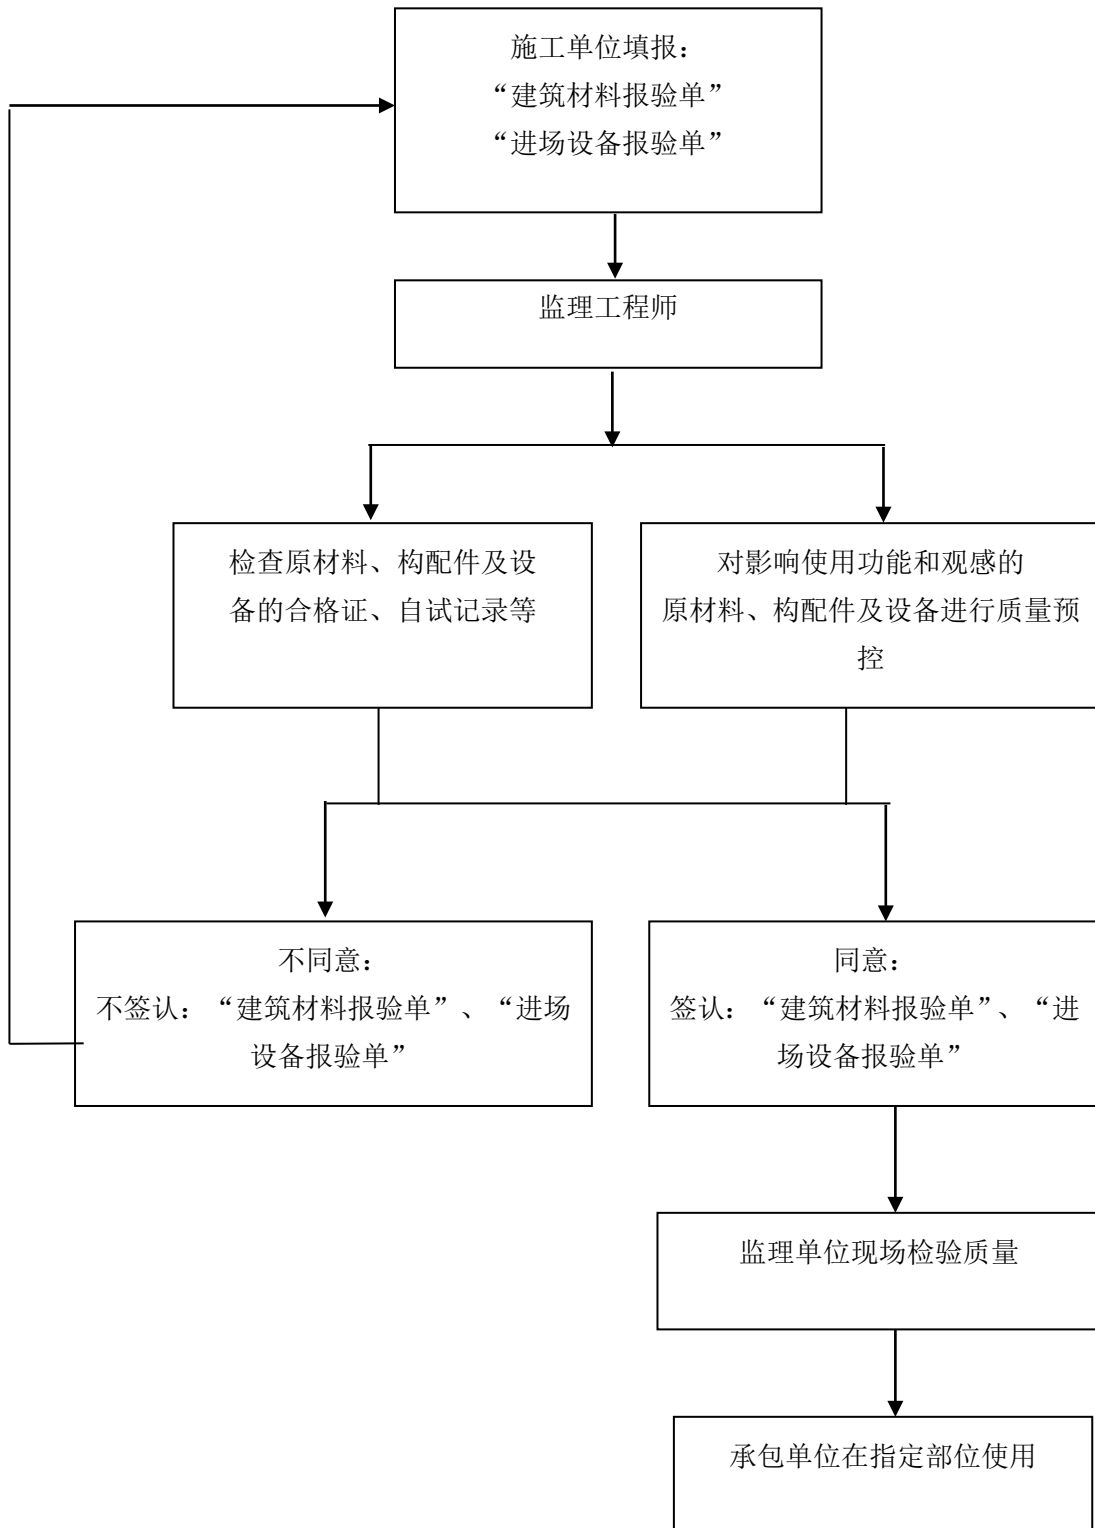 施工单位填报：
“建筑材料报验单”
“进场设备报验单”
监理工程师
检查原材料、构配件及设
备的合格证、自试记录等
对影响使用功能和观感的
原材料、构配件及设备进行质量预
控
不同意：
不签认：“建筑材料报验单”、“进场
设备报验单”
同意：
签认：“建筑材料报验单”、“进
场设备报验单”
监理单位现场检验质量
承包单位在指定部位使用